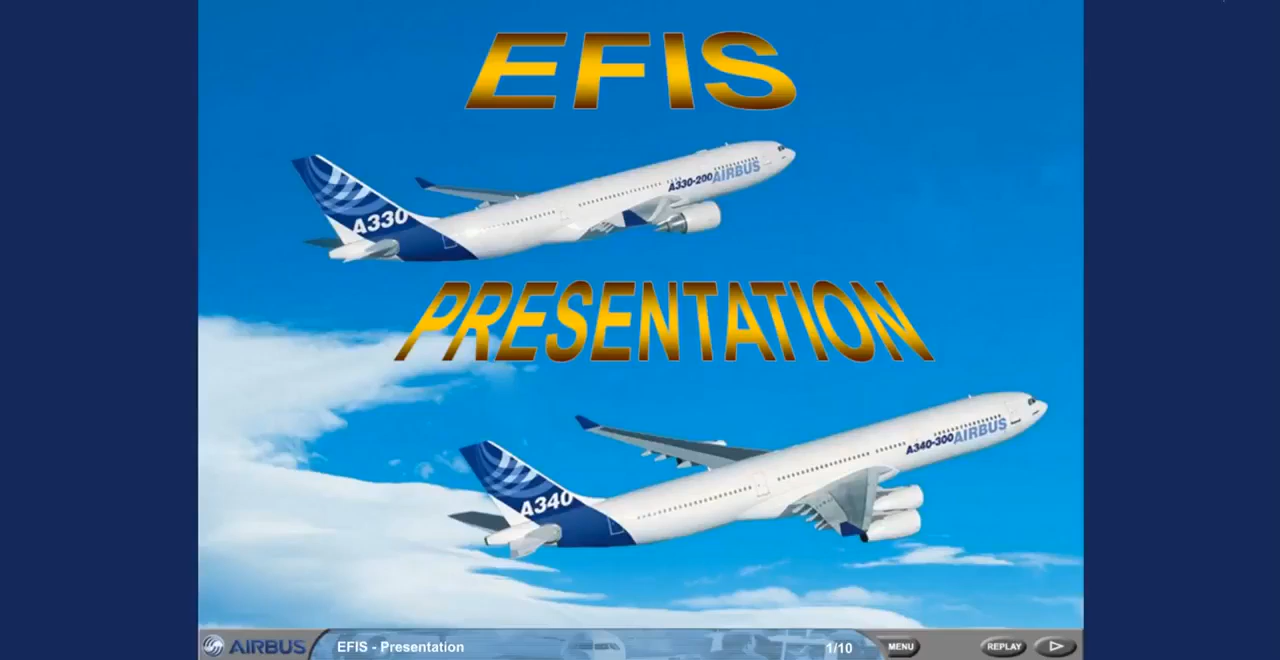 EFIS
A330-200 AIRBUS
A330
PRESENTATION
A340-300 AIRBUS
A340
AIRBUS EFIS - Presentation 1/10 MENU REPLAY